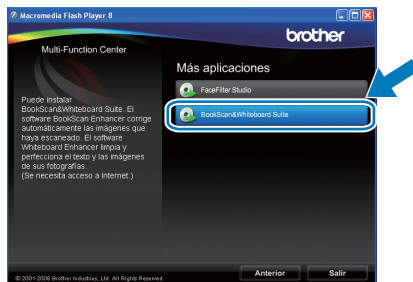 Macromedia Flash Player 8
brother
Multi-Function Center
Más aplicaciones
FaceFilter Studio
BookScan&Whiteboard Suite
Puede instalar
BookScan&Whiteboard Suite. El
software BookScan Enhancer corrige
automáticamente las imágenes que
haya escaneado. El software
Whiteboard Enhancer limpia y
perfecciona el texto y las imágenes
de sus fotografías.
(Se necesita acceso a Internet.)
Anterior
Salir
© 2001-2008 Brother Industries, Ltd. All Rights Reserved.